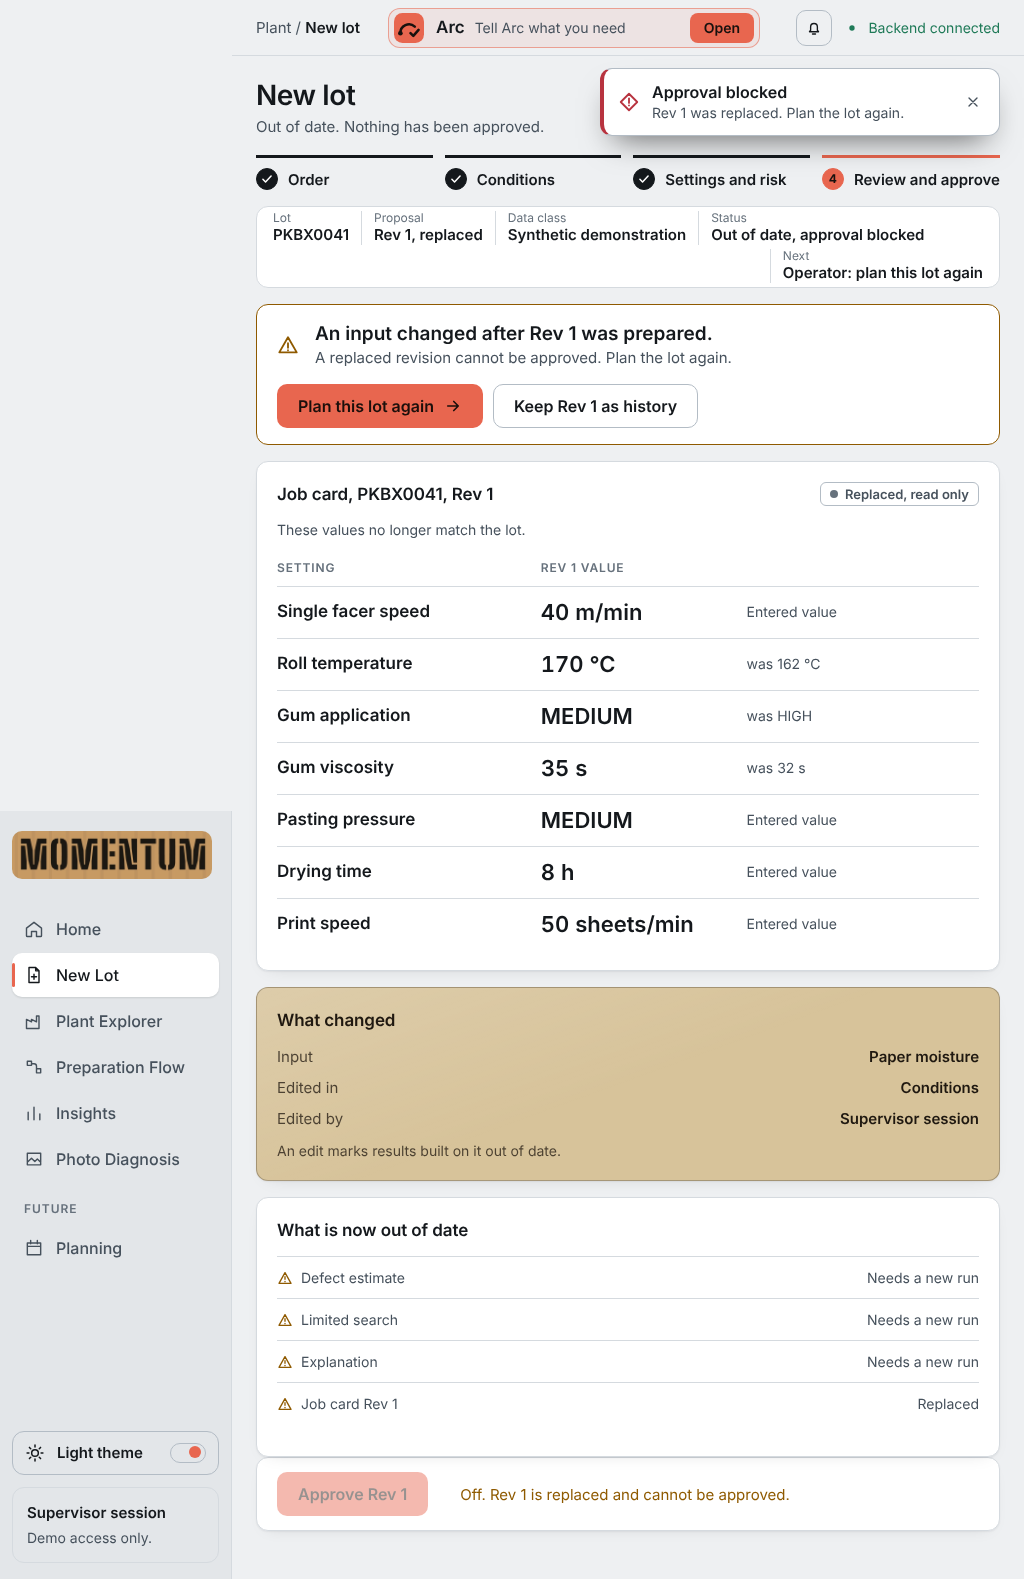 Plant / New lot
Arc Tell Arc what you need Open
Backend connected
New lot
Out of date. Nothing has been approved.
Approval blocked
Rev 1 was replaced. Plan the lot again.
Order
Conditions
Settings and risk
4 Review and approve
Lot
PKBX0041
Proposal
Rev 1, replaced
Data class
Synthetic demonstration
Status
Out of date, approval blocked
Next
Operator: plan this lot again
An input changed after Rev 1 was prepared.
A replaced revision cannot be approved. Plan the lot again.
Plan this lot again →
Keep Rev 1 as history
Job card, PKBX0041, Rev 1
Replaced, read only
These values no longer match the lot.
SETTING REV 1 VALUE
Single facer speed 40 m/min Entered value
Roll temperature 170 °C was 162 °C
Gum application MEDIUM was HIGH
Gum viscosity 35 s was 32 s
Pasting pressure MEDIUM Entered value
Drying time 8 h Entered value
Print speed 50 sheets/min Entered value
What changed
Input Paper moisture
Edited in Conditions
Edited by Supervisor session
An edit marks results built on it out of date.
What is now out of date
Defect estimate Needs a new run
Limited search Needs a new run
Explanation Needs a new run
Job card Rev 1 Replaced
Approve Rev 1
Off. Rev 1 is replaced and cannot be approved.
MOMENTUM
Home
New Lot
Plant Explorer
Preparation Flow
Insights
Photo Diagnosis
FUTURE
Planning
Light theme
Supervisor session
Demo access only.